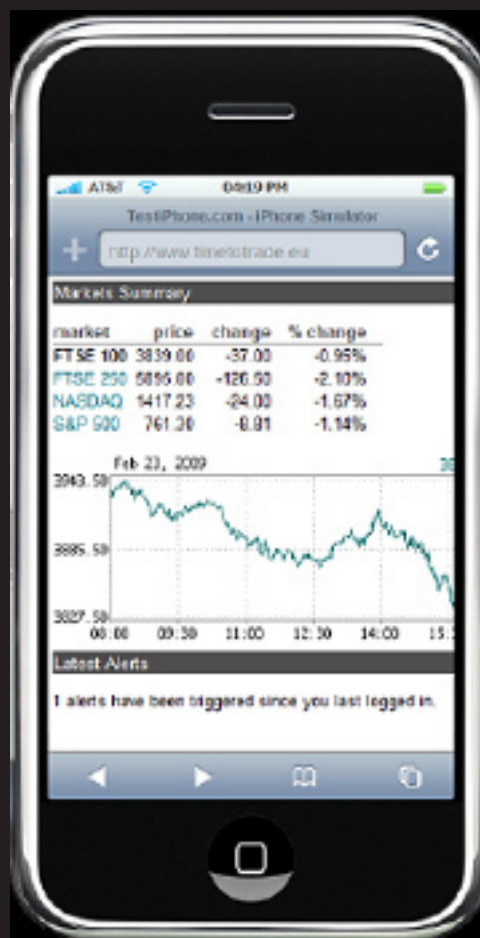 AT&T 04:19 PM
TestiPhone.com - iPhone Simulator
http://www.timetotrade.eu
Markets Summary
market price change % change
FTSE 100 3839.00 -37.00 -0.95%
FTSE 250 5895.00 -126.50 -2.10%
NASDAQ 1417.23 -24.00 -1.67%
S&P 500 761.30 -8.81 -1.14%
Feb 23, 2009
3943.50
3885.50
3827.50
08:00 09:30 11:00 12:30 14:00 15:
Latest Alerts
1 alerts have been triggered since you last logged in.